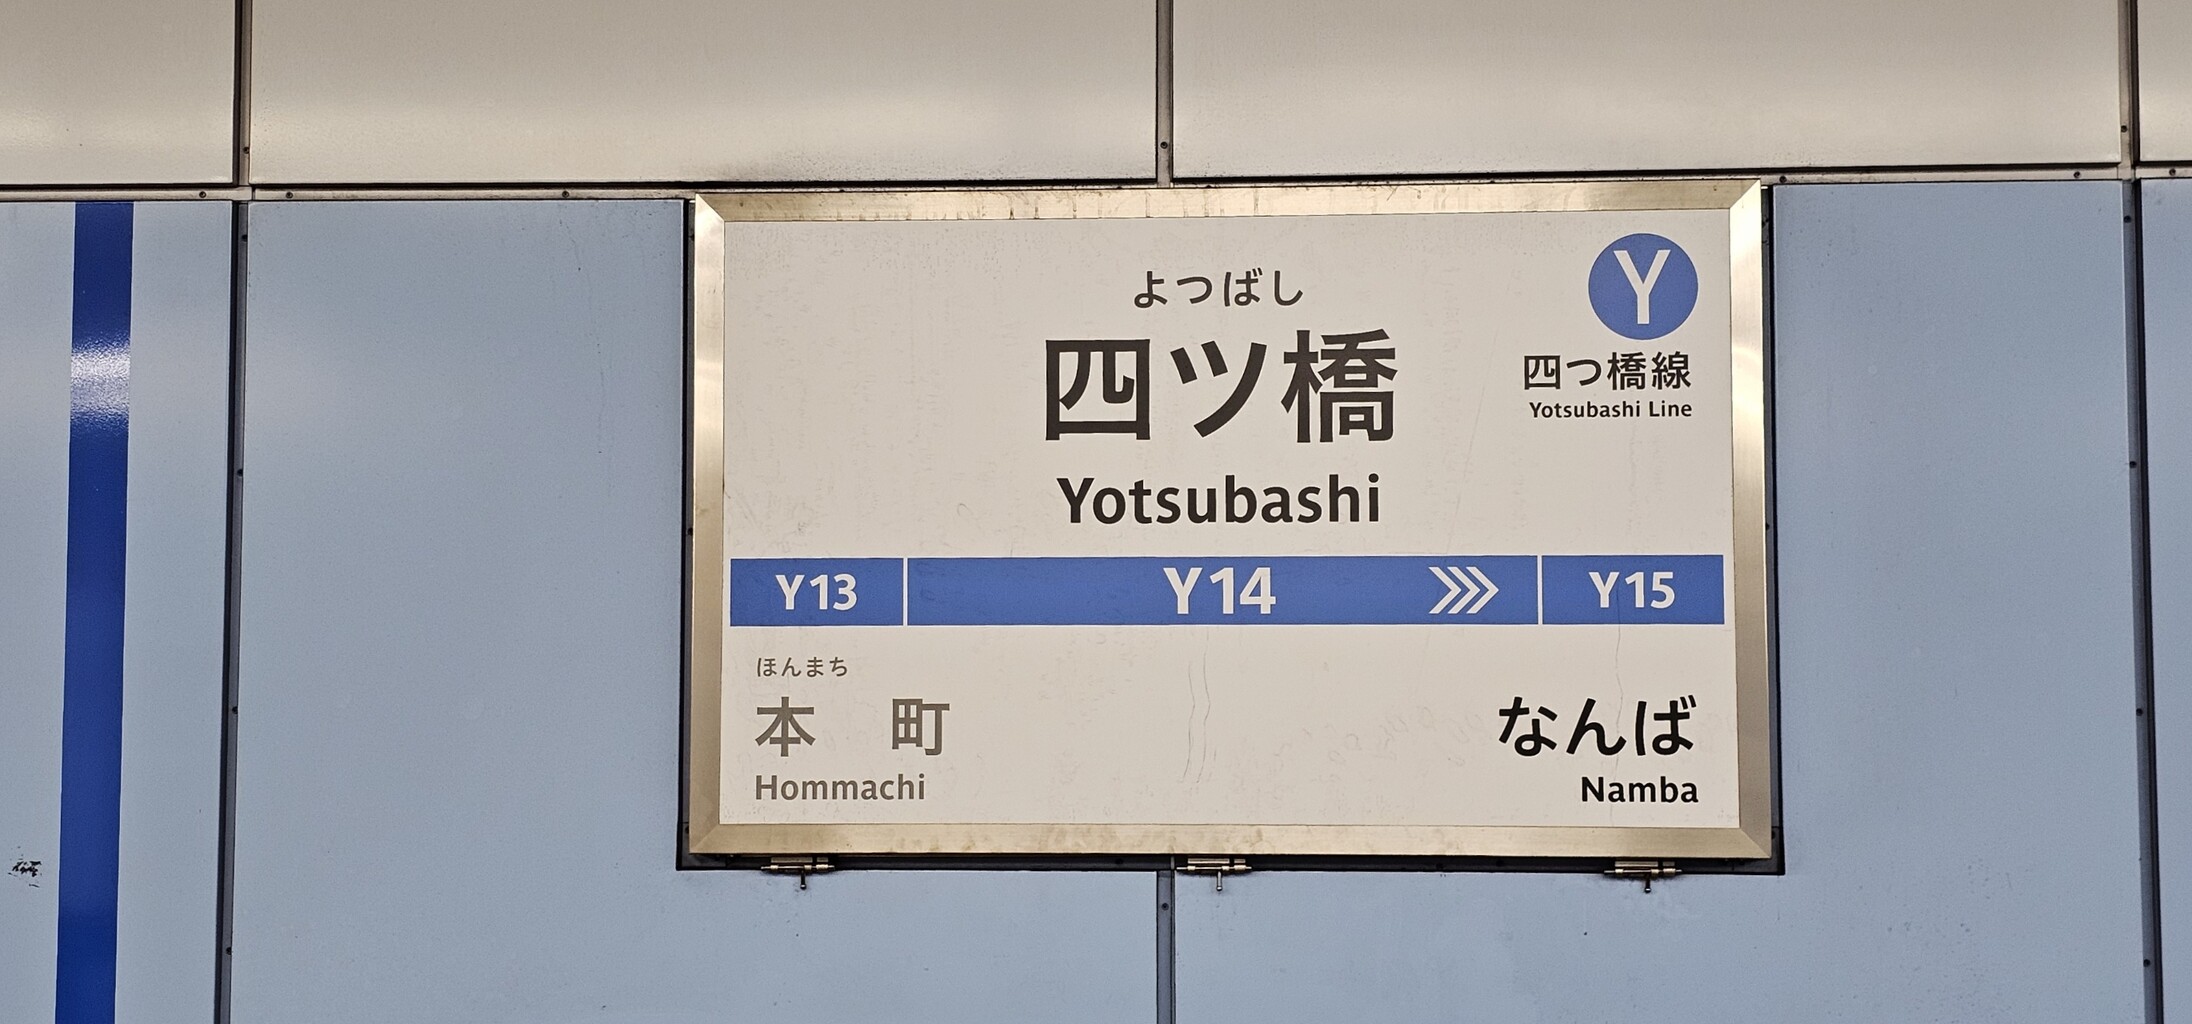 よつばし
四ツ橋
Yotsubashi
Y
四つ橋線
Yotsubashi Line
Y13 Y14 Y15
ほんまち
本町
Hommachi
なんば
Namba